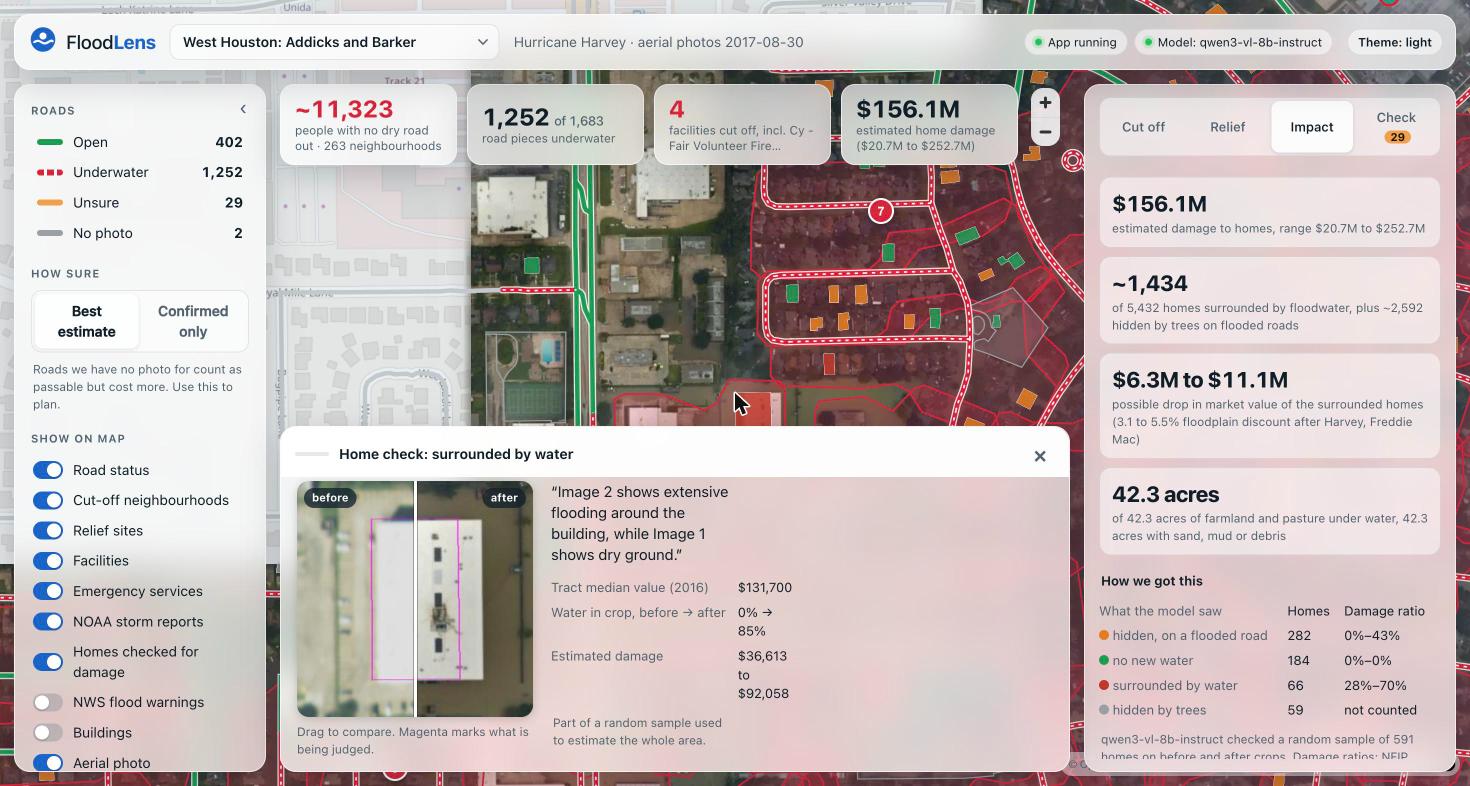 Unida
FloodLens
West Houston: Addicks and Barker
Hurricane Harvey · aerial photos 2017-08-30
App running
Model: qwen3-vl-8b-instruct
Theme: light
Track 21
ROADS
Open 402
Underwater 1,252
Unsure 29
No photo 2
HOW SURE
Best estimate
Confirmed only
Roads we have no photo for count as
passable but cost more. Use this to
plan.
SHOW ON MAP
Road status
Cut-off neighbourhoods
Relief sites
Facilities
Emergency services
NOAA storm reports
Homes checked for
damage
NWS flood warnings
Buildings
Aerial photo
~11,323
people with no dry road
out · 263 neighbourhoods
1,252 of 1,683
road pieces underwater
4
facilities cut off, incl. Cy -
Fair Volunteer Fire...
$156.1M
estimated home damage
($20.7M to $252.7M)
+
−
7
Home check: surrounded by water
×
before
after
Drag to compare. Magenta marks what is
being judged.
“Image 2 shows extensive
flooding around the
building, while Image 1
shows dry ground.”
Tract median value (2016) $131,700
Water in crop, before → after 0% →
85%
Estimated damage $36,613
to
$92,058
Part of a random sample used
to estimate the whole area.
Cut off
Relief
Impact
Check
29
$156.1M
estimated damage to homes, range $20.7M to $252.7M
~1,434
of 5,432 homes surrounded by floodwater, plus ~2,592
hidden by trees on flooded roads
$6.3M to $11.1M
possible drop in market value of the surrounded homes
(3.1 to 5.5% floodplain discount after Harvey, Freddie
Mac)
42.3 acres
of 42.3 acres of farmland and pasture under water, 42.3
acres with sand, mud or debris
How we got this
What the model saw Homes Damage ratio
hidden, on a flooded road 282 0%–43%
no new water 184 0%–0%
surrounded by water 66 28%–70%
hidden by trees 59 not counted
qwen3-vl-8b-instruct checked a random sample of 591
homes on before and after crops. Damage ratios: NFIP